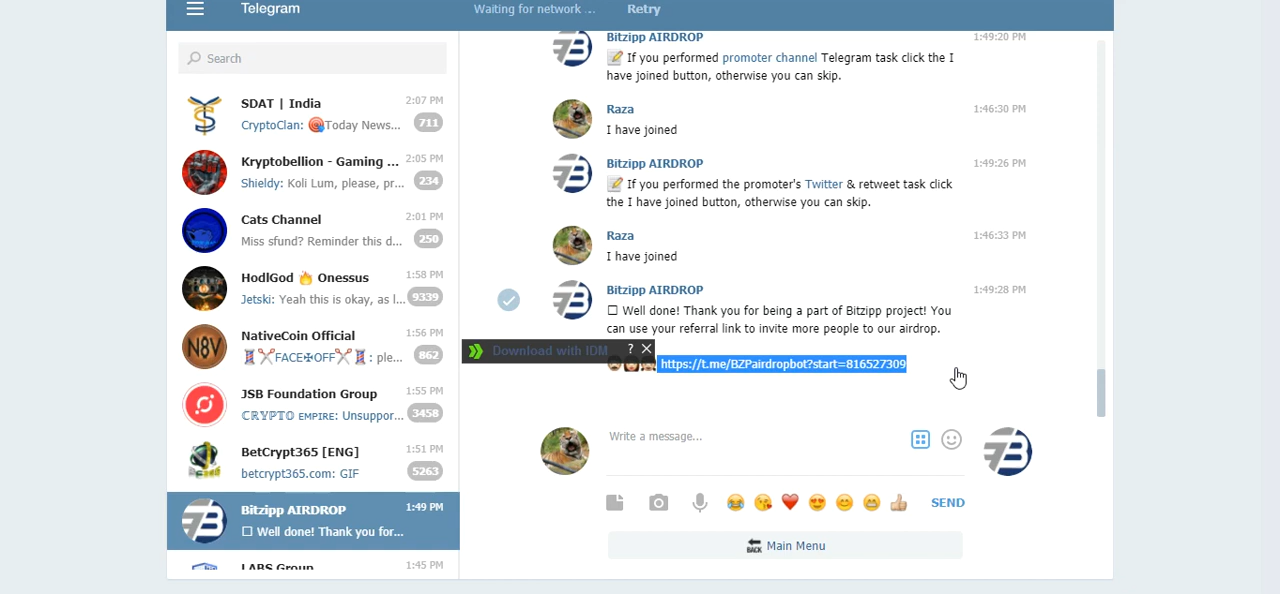 Telegram
Waiting for network ...
Retry
Search
SDAT | India
2:07 PM
CryptoClan: 🎯Today News...
711
Kryptobellion - Gaming ...
2:05 PM
Shieldy: Koli Lum, please, pr...
234
Cats Channel
2:01 PM
Miss sfund? Reminder this d...
250
HodlGod 🔥 Onessus
1:58 PM
Jetski: Yeah this is okay, as l...
9339
NativeCoin Official
1:56 PM
🧵✂FACE✠OFF✂🧵: ple...
862
JSB Foundation Group
1:55 PM
ℂℝ𝕐ℙ𝕋𝕆 ᴇᴍᴘɪʀᴇ: Unsuppor...
3458
BetCrypt365 [ENG]
1:51 PM
betcrypt365.com: GIF
5263
Bitzipp AIRDROP
1:49 PM
☐ Well done! Thank you for...
LABS Group
1:45 PM
Bitzipp AIRDROP
1:49:20 PM
📝 If you performed promoter channel Telegram task click the I
have joined button, otherwise you can skip.
Raza
1:46:30 PM
I have joined
Bitzipp AIRDROP
1:49:26 PM
📝 If you performed the promoter's Twitter & retweet task click
the I have joined button, otherwise you can skip.
Raza
1:46:33 PM
I have joined
Bitzipp AIRDROP
1:49:28 PM
☐ Well done! Thank you for being a part of Bitzipp project! You
can use your referral link to invite more people to our airdrop.
Download with IDM ? ✕
https://t.me/BZPairdropbot?start=816527309
Write a message...
SEND
BACK Main Menu